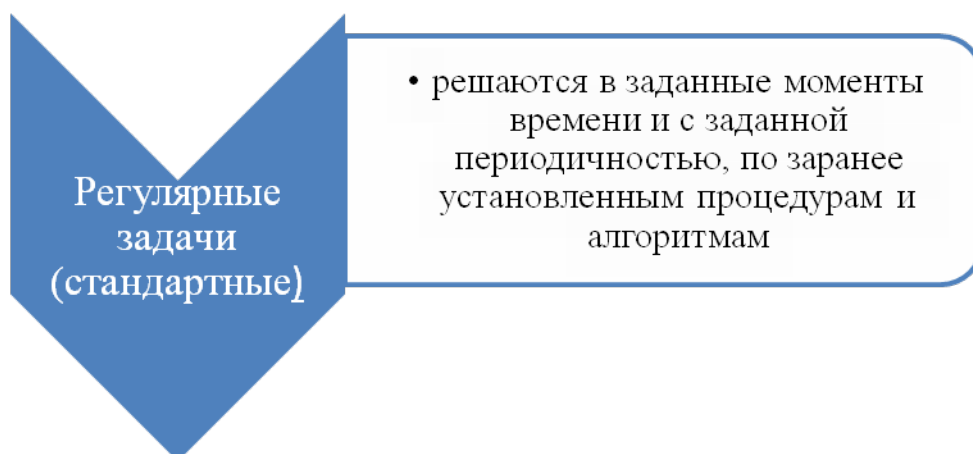 Регулярные
задачи
(стандартные)
• решаются в заданные моменты
времени и с заданной
периодичностью, по заранее
установленным процедурам и
алгоритмам